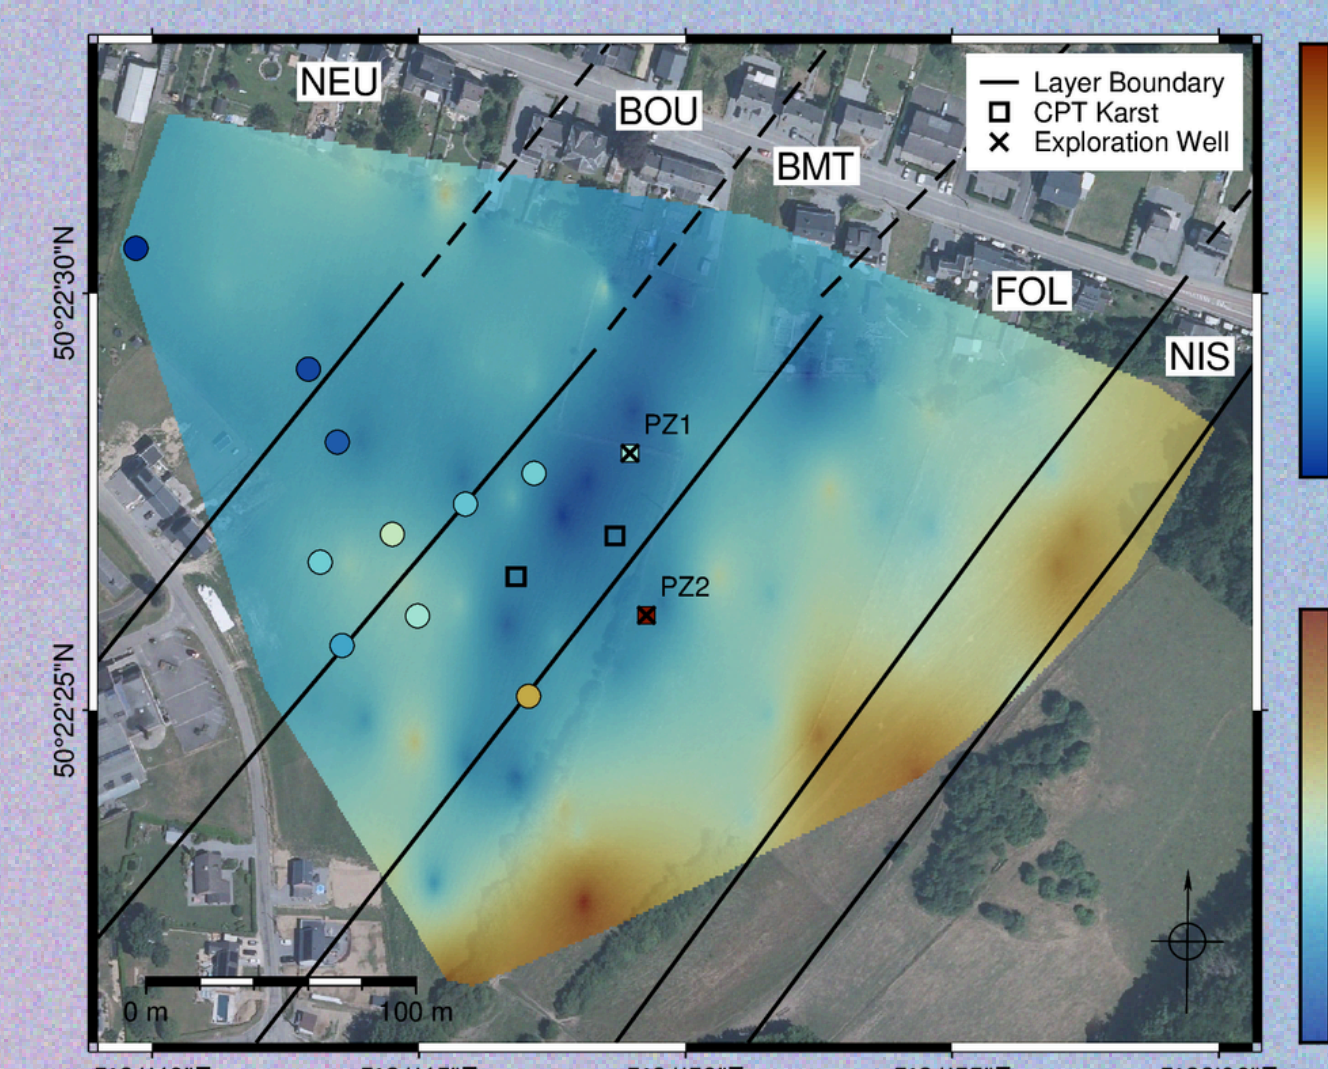 NEU
BOU
BMT
FOL
NIS
Layer Boundary
CPT Karst
Exploration Well
50°22'30"N
PZ1
PZ2
50°22'25"N
0 m
100 m